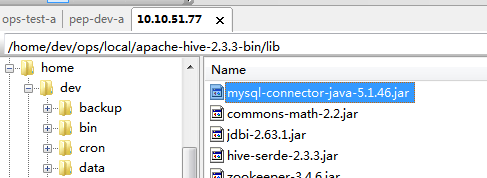 ops-test-a pep-dev-a 10.10.51.77
/home/dev/ops/local/apache-hive-2.3.3-bin/lib
home
dev
backup
bin
cron
data
Name
mysql-connector-java-5.1.46.jar
commons-math-2.2.jar
jdbi-2.63.1.jar
hive-serde-2.3.3.jar
zookeeper-3.4.6.jar